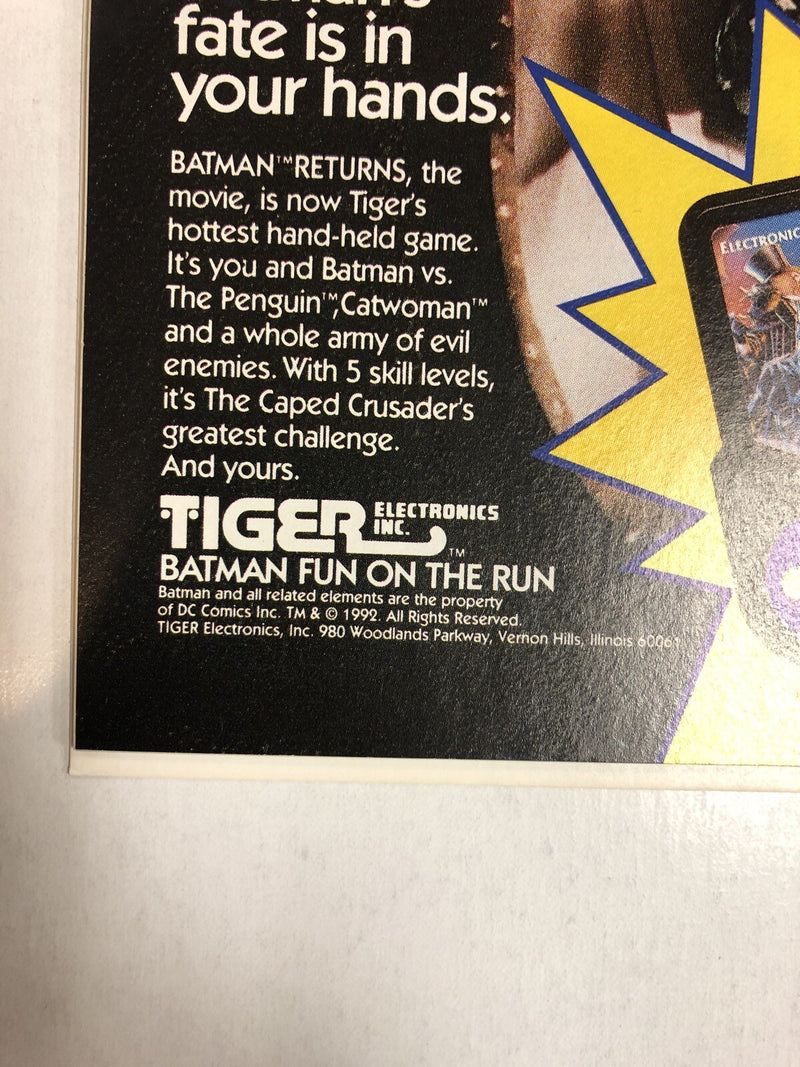 fate is in
your hands.
BATMAN™RETURNS, the
movie, is now Tiger's
hottest hand-held game.
It's you and Batman vs.
The Penguin™, Catwoman™
and a whole army of evil
enemies. With 5 skill levels,
it's The Caped Crusader's
greatest challenge.
And yours.
TIGER ELECTRONICS INC.™
BATMAN FUN ON THE RUN
Batman and all related elements are the property
of DC Comics Inc. TM & © 1992. All Rights Reserved.
TIGER Electronics, Inc. 980 Woodlands Parkway, Vernon Hills, Illinois 60061
ELECTRONIC